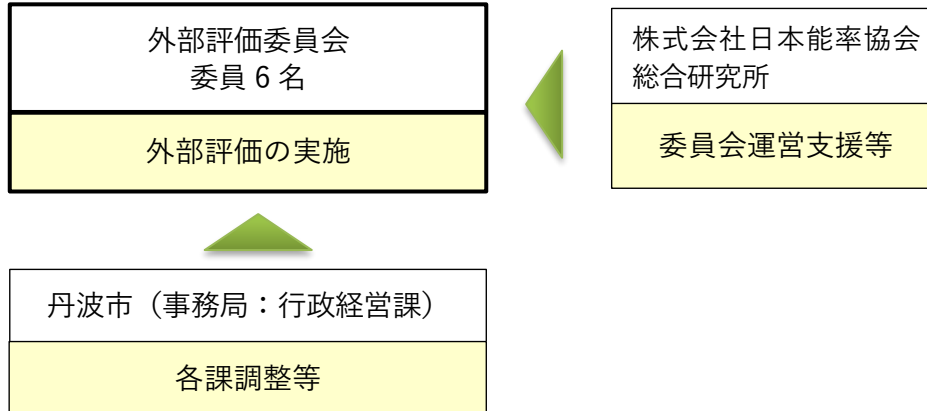 外部評価委員会
委員6名
外部評価の実施
株式会社日本能率協会
総合研究所
委員会運営支援等
丹波市（事務局：行政経営課）
各課調整等